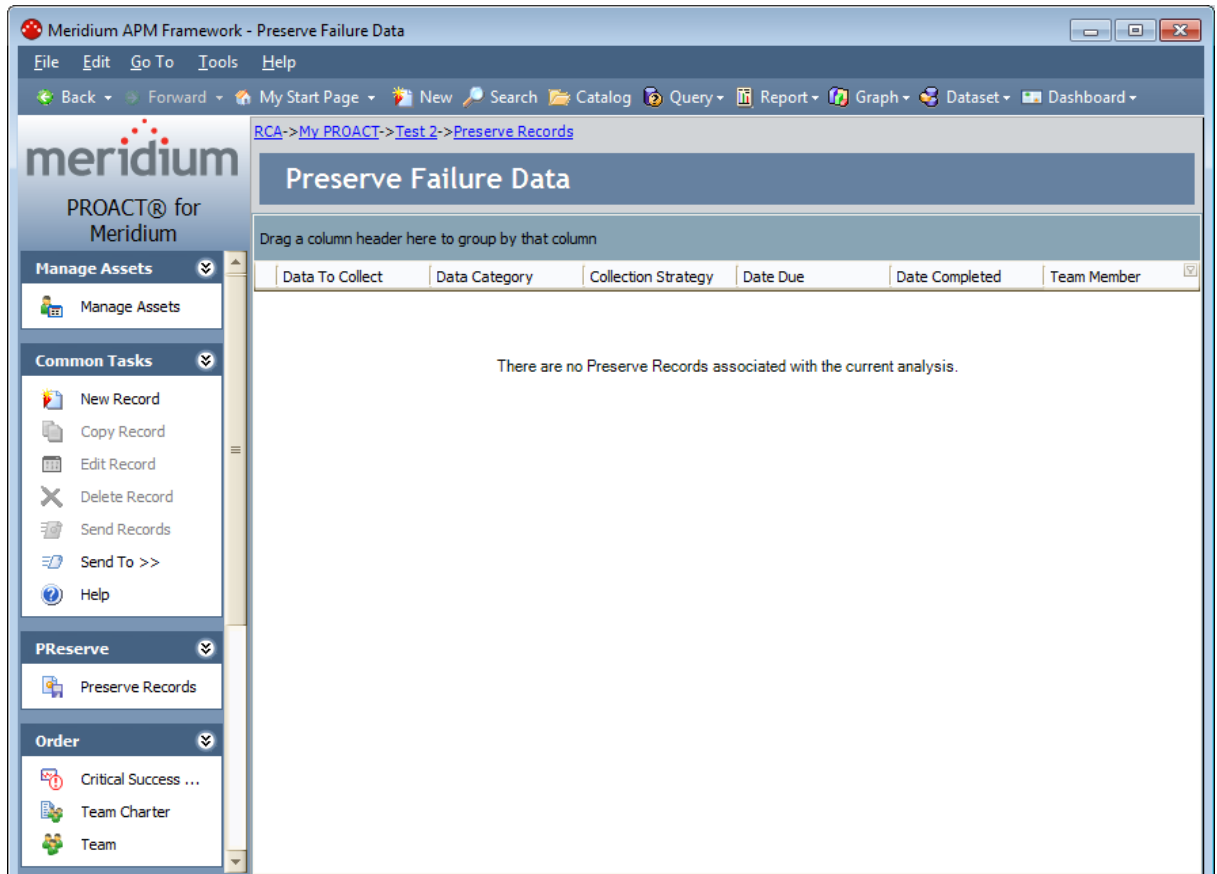 Meridium APM Framework - Preserve Failure Data
File Edit Go To Tools Help
Back Forward My Start Page New Search Catalog Query Report Graph Dataset Dashboard
meridium
PROACT® for
Meridium
RCA->My PROACT->Test 2->Preserve Records
Preserve Failure Data
Drag a column header here to group by that column
Data To Collect Data Category Collection Strategy Date Due Date Completed Team Member
There are no Preserve Records associated with the current analysis.
Manage Assets
Manage Assets
Common Tasks
New Record
Copy Record
Edit Record
Delete Record
Send Records
Send To >>
Help
PReserve
Preserve Records
Order
Critical Success ...
Team Charter
Team